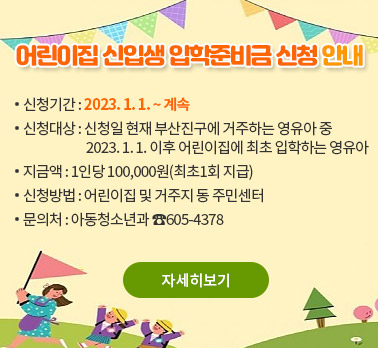 어린이집 신입생 입학준비금 신청 안내
• 신청기간 : 2023. 1. 1. ~ 계속
• 신청대상 : 신청일 현재 부산진구에 거주하는 영유아 중
2023. 1. 1. 이후 어린이집에 최초 입학하는 영유아
• 지급액 : 1인당 100,000원(최초1회 지급)
• 신청방법 : 어린이집 및 거주지 동 주민센터
• 문의처 : 아동청소년과 ☎605-4378
자세히보기